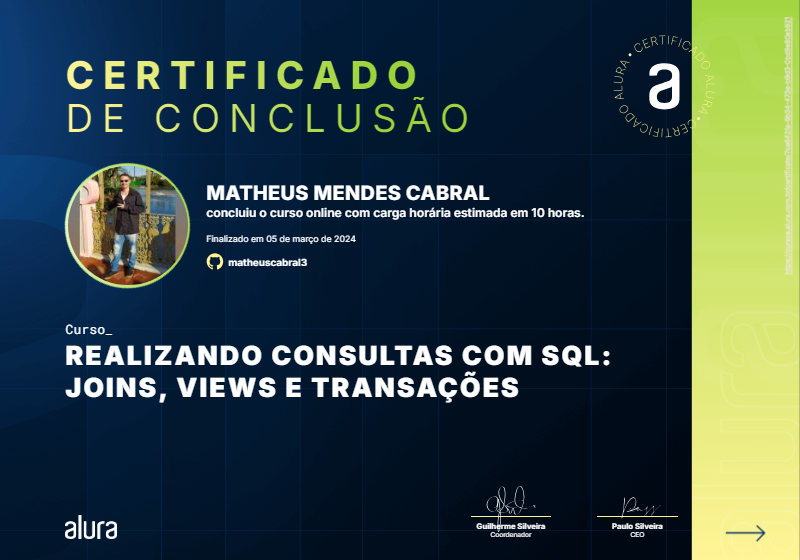 CERTIFICADO
DE CONCLUSÃO
CERTIFICADO ALURA • CERTIFICADO ALURA •
a
MATHEUS MENDES CABRAL
concluiu o curso online com carga horária estimada em 10 horas.
Finalizado em 05 de março de 2024
matheuscabral3
Curso_
REALIZANDO CONSULTAS COM SQL:
JOINS, VIEWS E TRANSAÇÕES
alura
Guilherme Silveira
Coordenador
Paulo Silveira
CEO
alura